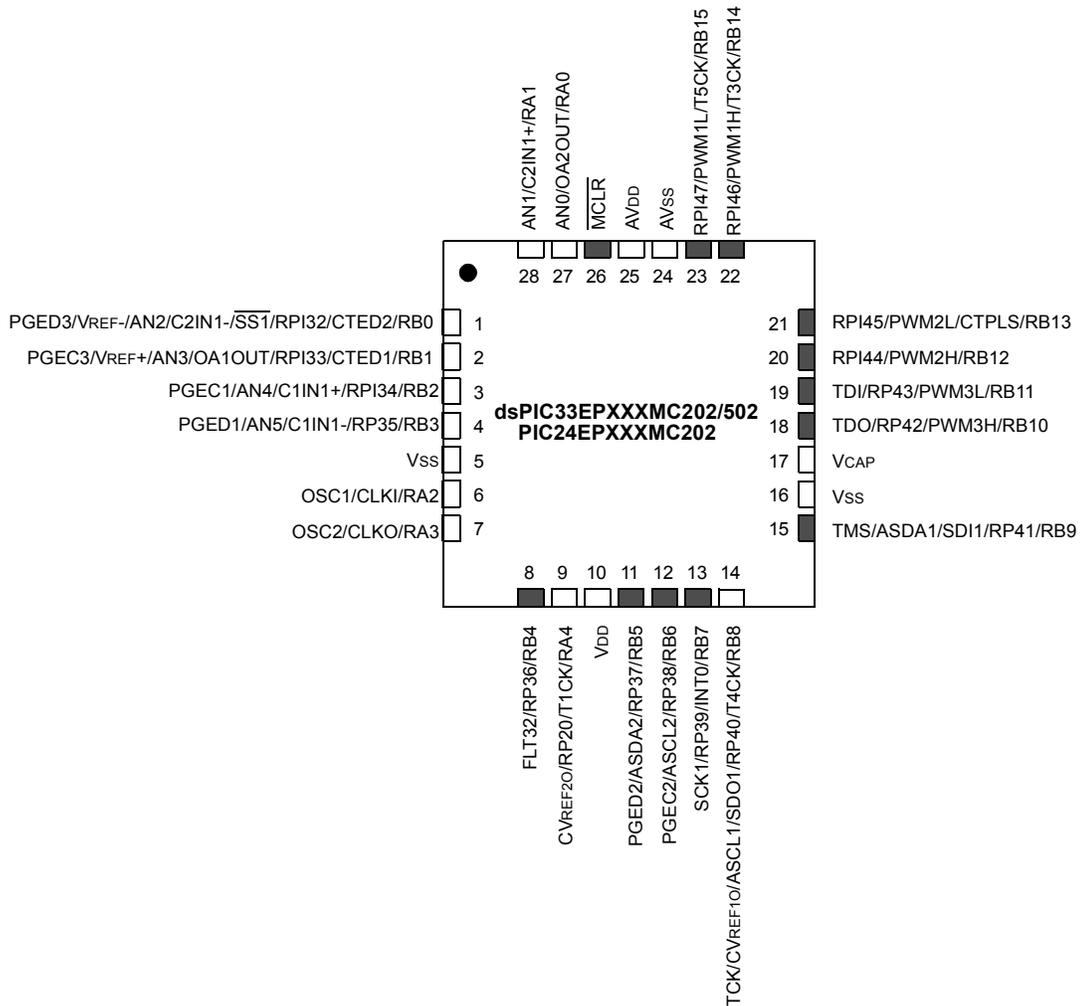 AN1/C2IN1+/RA1
AN0/OA2OUT/RA0
MCLR
AVDD
AVSS
RPI47/PWM1L/T5CK/RB15
RPI46/PWM1H/T3CK/RB14
28
27
26
25
24
23
22
PGED3/VREF-/AN2/C2IN1-/SS1/RPI32/CTED2/RB0
1
PGEC3/VREF+/AN3/OA1OUT/RPI33/CTED1/RB1
2
PGEC1/AN4/C1IN1+/RPI34/RB2
3
PGED1/AN5/C1IN1-/RP35/RB3
4
VSS
5
OSC1/CLKI/RA2
6
OSC2/CLKO/RA3
7
dsPIC33EPXXXMC202/502
PIC24EPXXXMC202
21
RPI45/PWM2L/CTPLS/RB13
20
RPI44/PWM2H/RB12
19
TDI/RP43/PWM3L/RB11
18
TDO/RP42/PWM3H/RB10
17
VCAP
16
VSS
15
TMS/ASDA1/SDI1/RP41/RB9
8
9
10
11
12
13
14
FLT32/RP36/RB4
CVREF2O/RP20/T1CK/RA4
VDD
PGED2/ASDA2/RP37/RB5
PGEC2/ASCL2/RP38/RB6
SCK1/RP39/INT0/RB7
TCK/CVREF1O/ASCL1/SDO1/RP40/T4CK/RB8